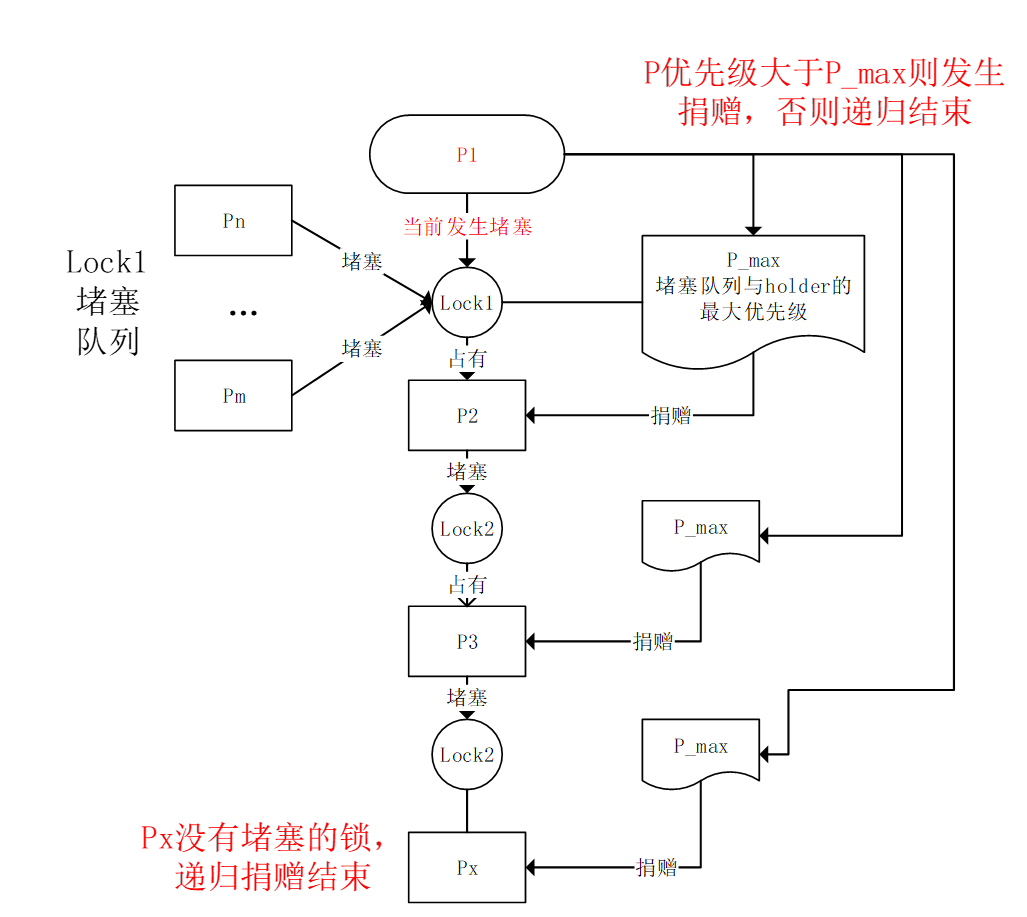 P优先级大于P_max则发生
捐赠，否则递归结束
P1
当前发生堵塞
Pn
堵塞
Lock1
堵塞
队列
...
Lock1
P_max
堵塞队列与holder的
最大优先级
堵塞
占有
Pm
P2
捐赠
堵塞
Lock2
P_max
占有
P3
捐赠
堵塞
Lock2
P_max
Px没有堵塞的锁，
递归捐赠结束
Px
捐赠